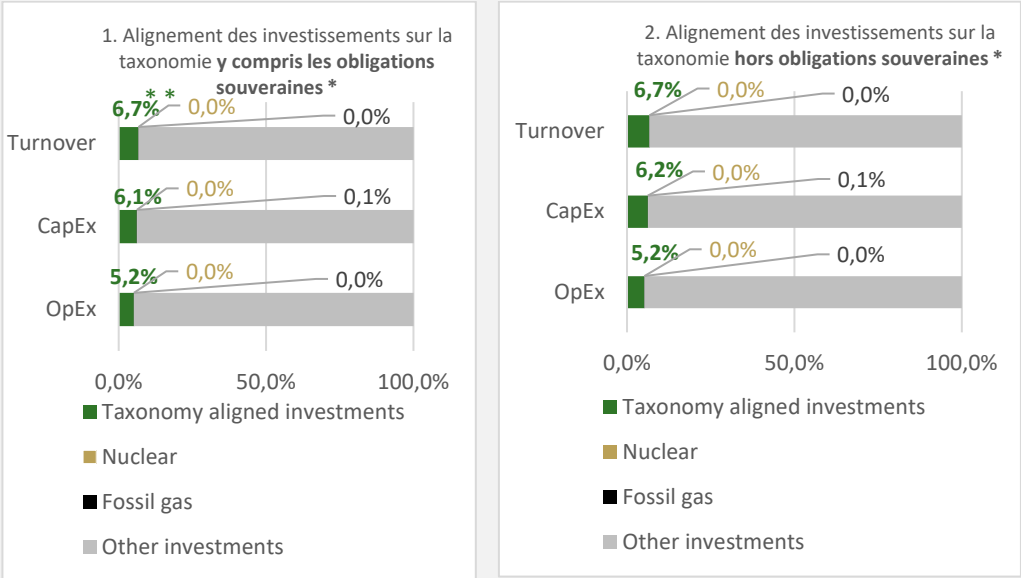 1. Alignement des investissements sur la
taxonomie y compris les obligations
souveraines *
* *
6,7%
0,0%
0,0%
Turnover
6,1%
0,0%
0,1%
CapEx
5,2%
0,0%
0,0%
OpEx
0,0%
50,0%
100,0%
Taxonomy aligned investments
Nuclear
Fossil gas
Other investments
2. Alignement des investissements sur la
taxonomie hors obligations souveraines *
6,7%
0,0%
0,0%
Turnover
6,2%
0,0%
0,1%
CapEx
5,2%
0,0%
0,0%
OpEx
0,0%
50,0%
100,0%
Taxonomy aligned investments
Nuclear
Fossil gas
Other investments